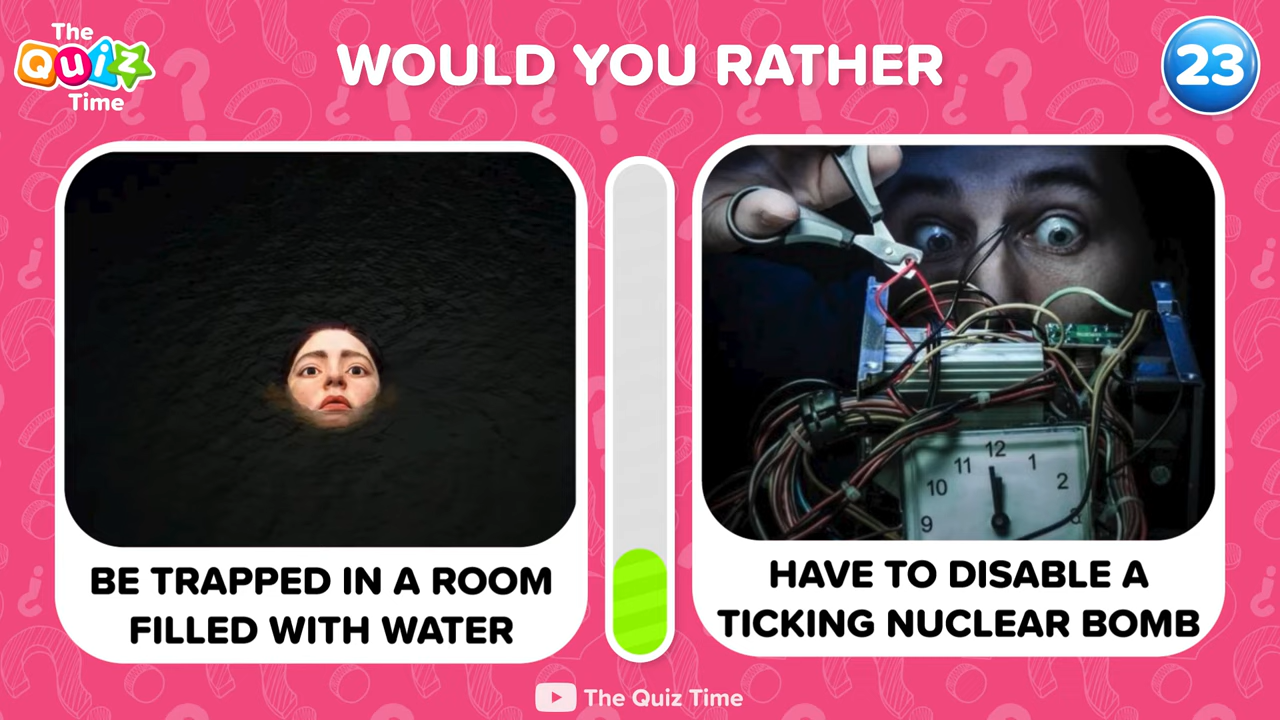 The
Quiz
Time
WOULD YOU RATHER
23
BE TRAPPED IN A ROOM
FILLED WITH WATER
12
11
1
10
2
9
3
HAVE TO DISABLE A
TICKING NUCLEAR BOMB
The Quiz Time